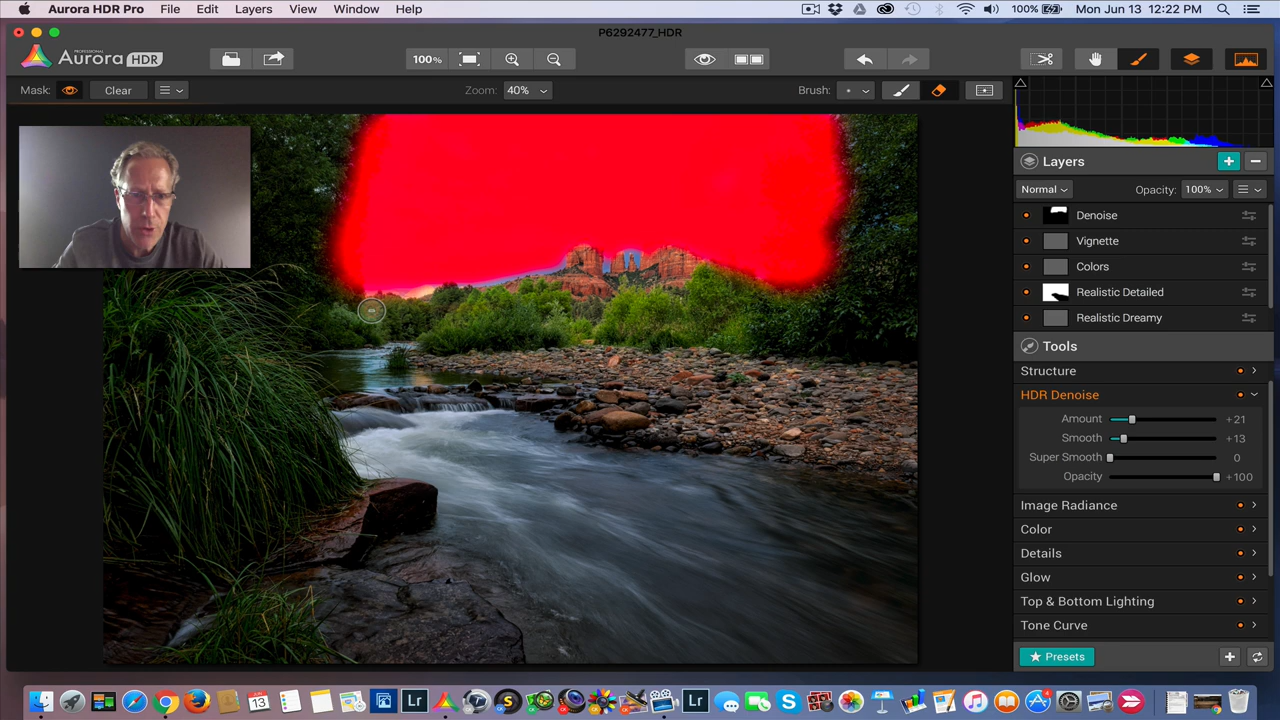 Aurora HDR Pro File Edit Layers View Window Help 100% Mon Jun 13 12:22 PM
P6292477_HDR
PROFESSIONAL
Aurora HDR
100%
Mask: Clear Zoom: 40% Brush:
Layers
Normal Opacity: 100%
Denoise
Vignette
Colors
Realistic Detailed
Realistic Dreamy
Tools
Structure
HDR Denoise
Amount +21
Smooth +13
Super Smooth 0
Opacity +100
Image Radiance
Color
Details
Glow
Top & Bottom Lighting
Tone Curve
Presets
Lr Lr